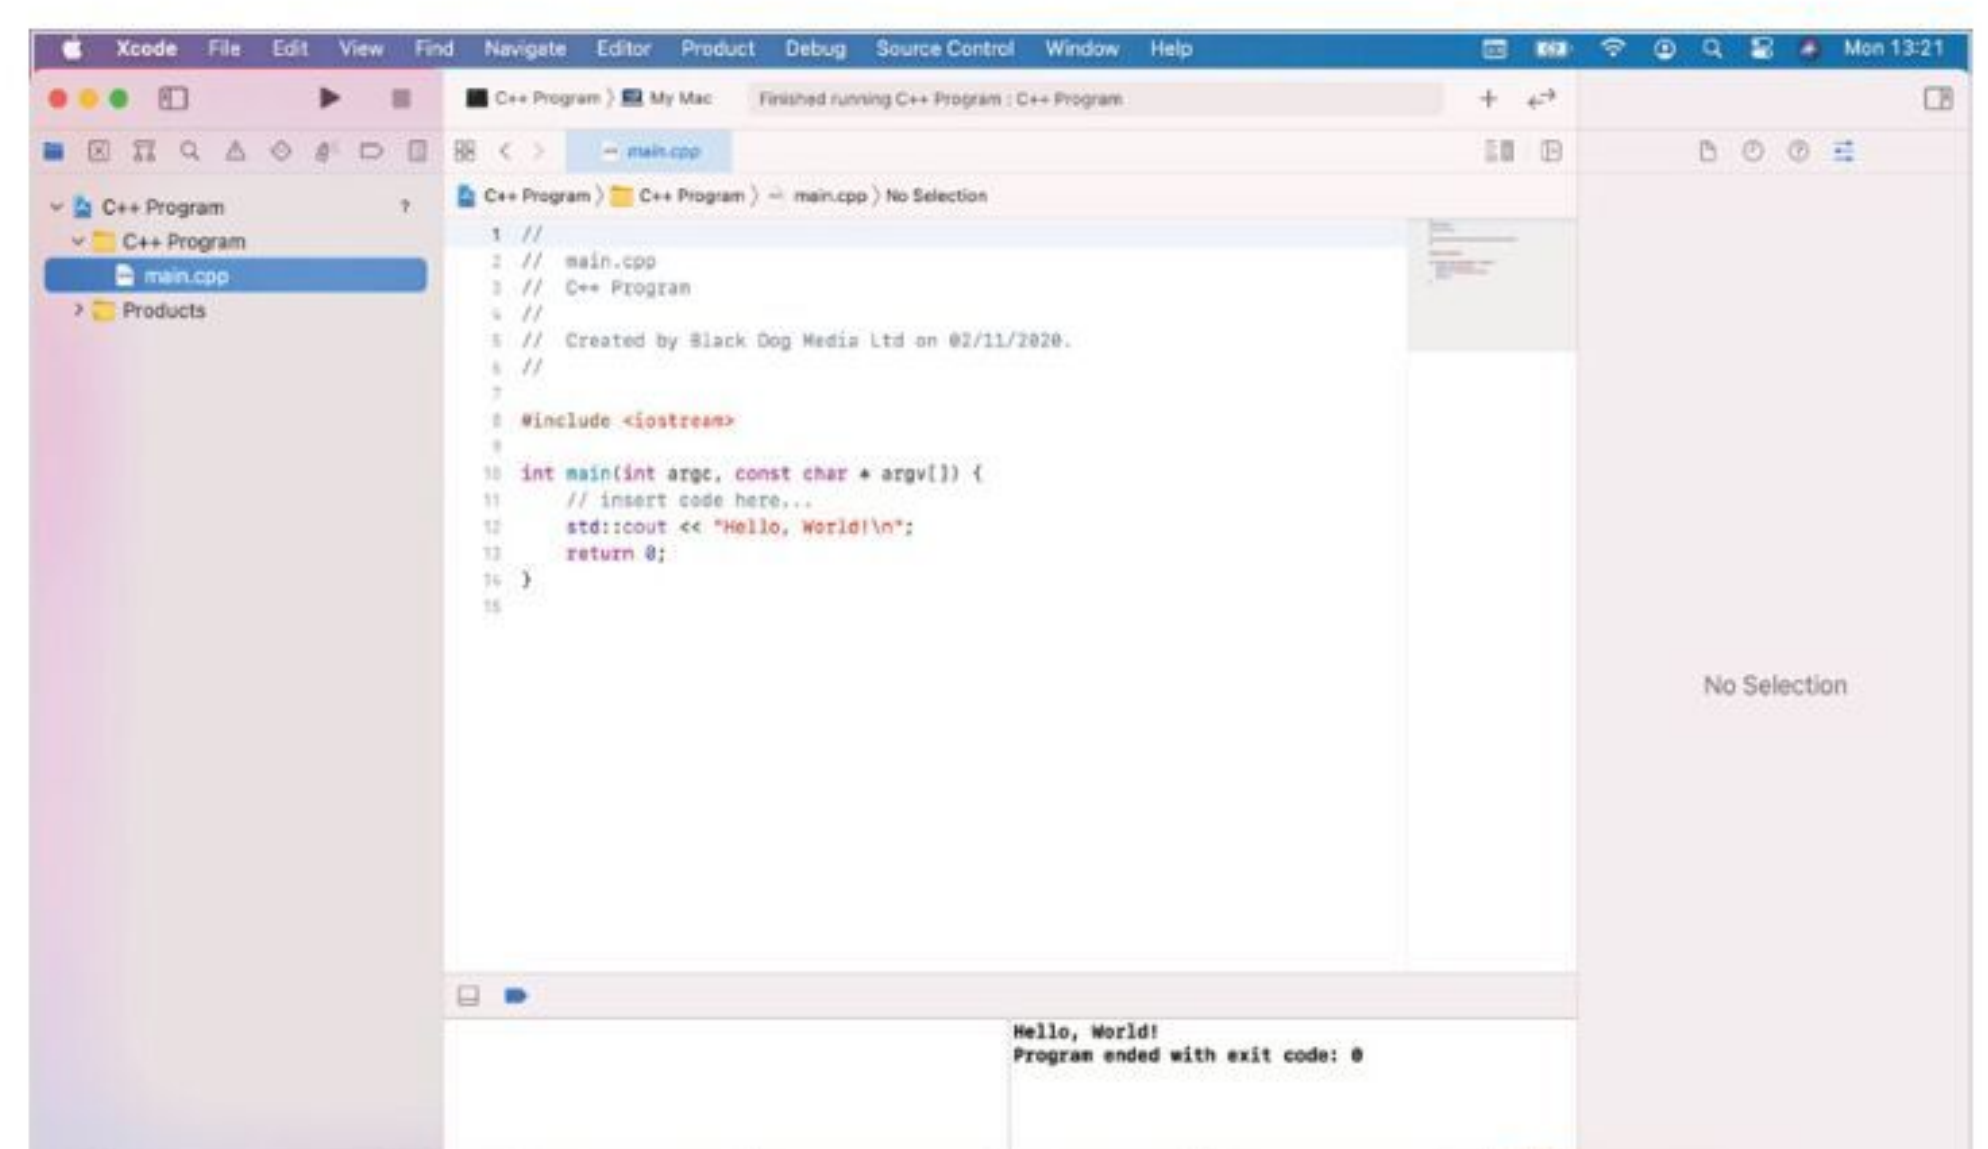 Xcode File Edit View Find Navigate Editor Product Debug Source Control Window Help Mon 13:21
C++ Program 〉 My Mac Finished running C++ Program : C++ Program
main.cpp
C++ Program 〉 C++ Program 〉 main.cpp 〉 No Selection
C++ Program ?
C++ Program
main.cpp
Products
1 //
2 // main.cpp
3 // C++ Program
4 //
5 // Created by Black Dog Media Ltd on 02/11/2020.
6 //
7
8 #include <iostream>
9
10 int main(int argc, const char * argv[]) {
11 // insert code here...
12 std::cout << "Hello, World!\n";
13 return 0;
14 }
15
No Selection
Hello, World!
Program ended with exit code: 0